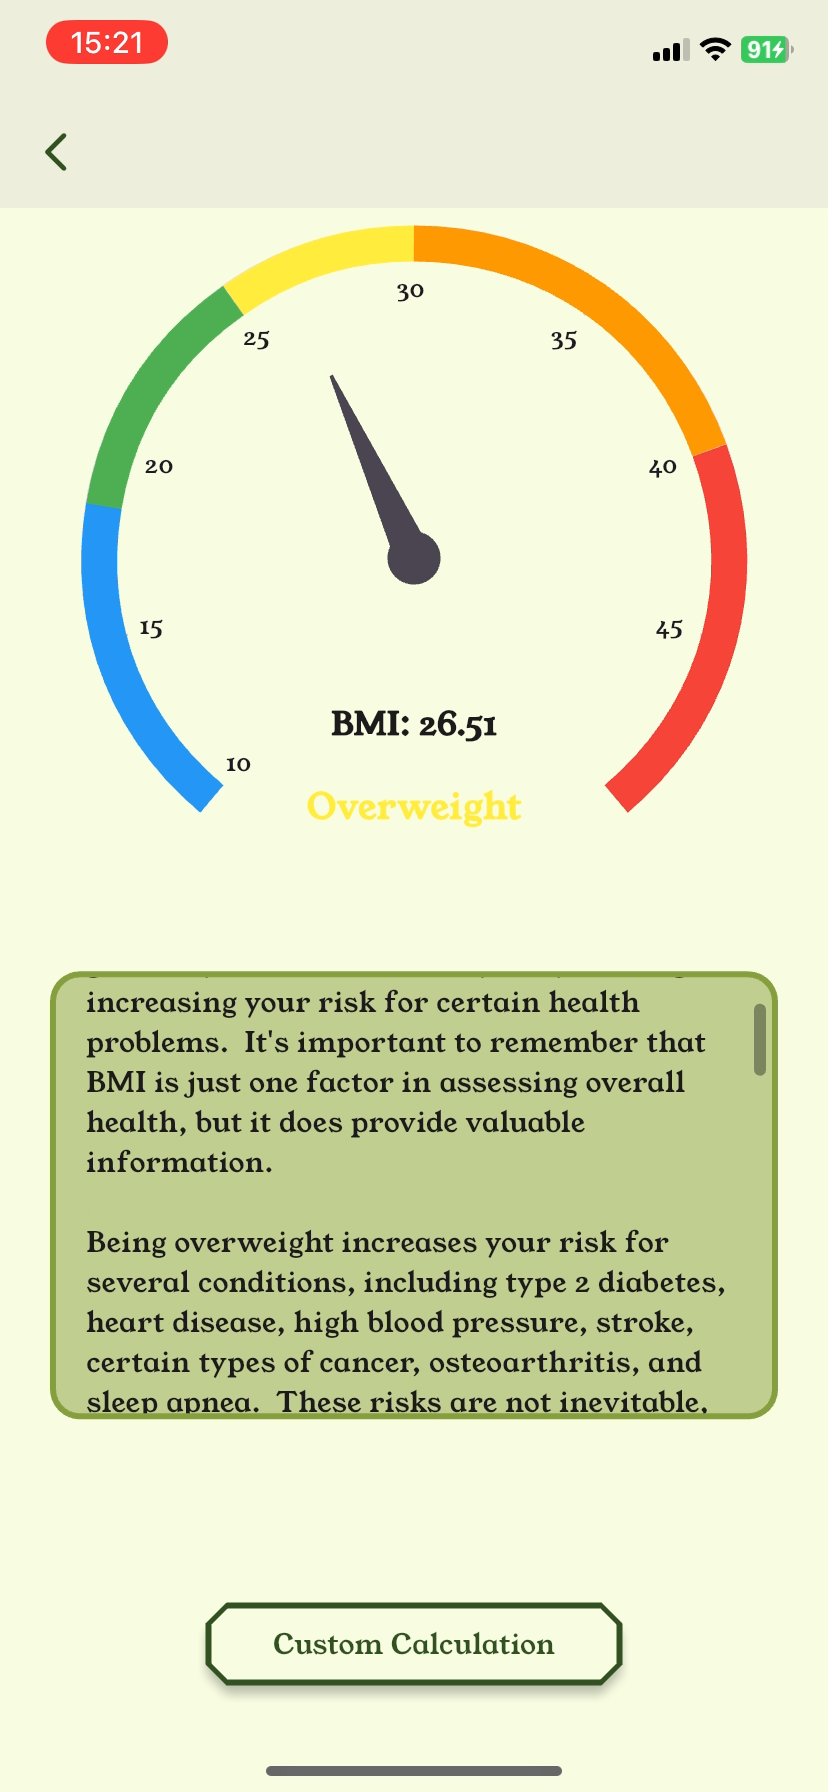 15:21
91
30
25
35
20
40
15
45
BMI: 26.51
10
Overweight
increasing your risk for certain health
problems.  It's important to remember that
BMI is just one factor in assessing overall
health, but it does provide valuable
information.
Being overweight increases your risk for
several conditions, including type 2 diabetes,
heart disease, high blood pressure, stroke,
certain types of cancer, osteoarthritis, and
sleep apnea.  These risks are not inevitable,
Custom Calculation